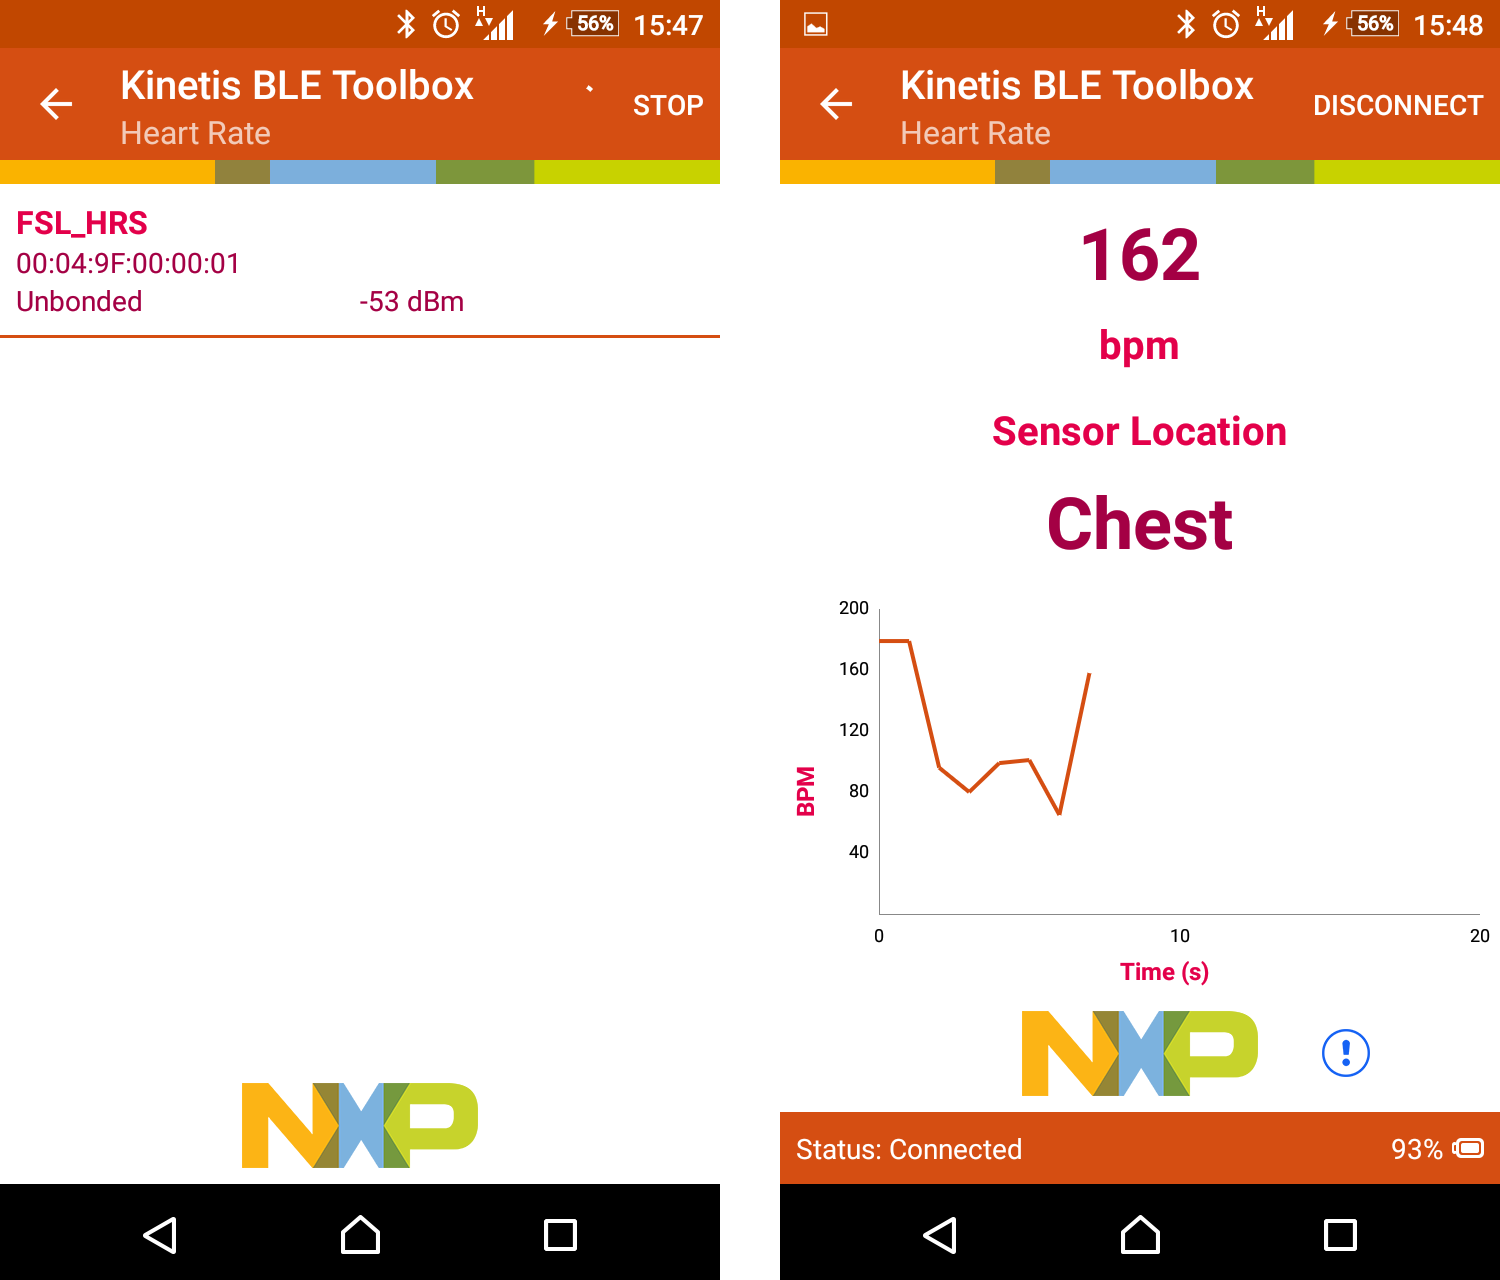 H 56% 15:47
Kinetis BLE Toolbox
STOP
Heart Rate
FSL_HRS
00:04:9F:00:00:01
Unbonded -53 dBm
NXP
H 56% 15:48
Kinetis BLE Toolbox
DISCONNECT
Heart Rate
162
bpm
Sensor Location
Chest
200
160
120
80
40
BPM
0 10 20
Time (s)
NXP
Status: Connected 93%